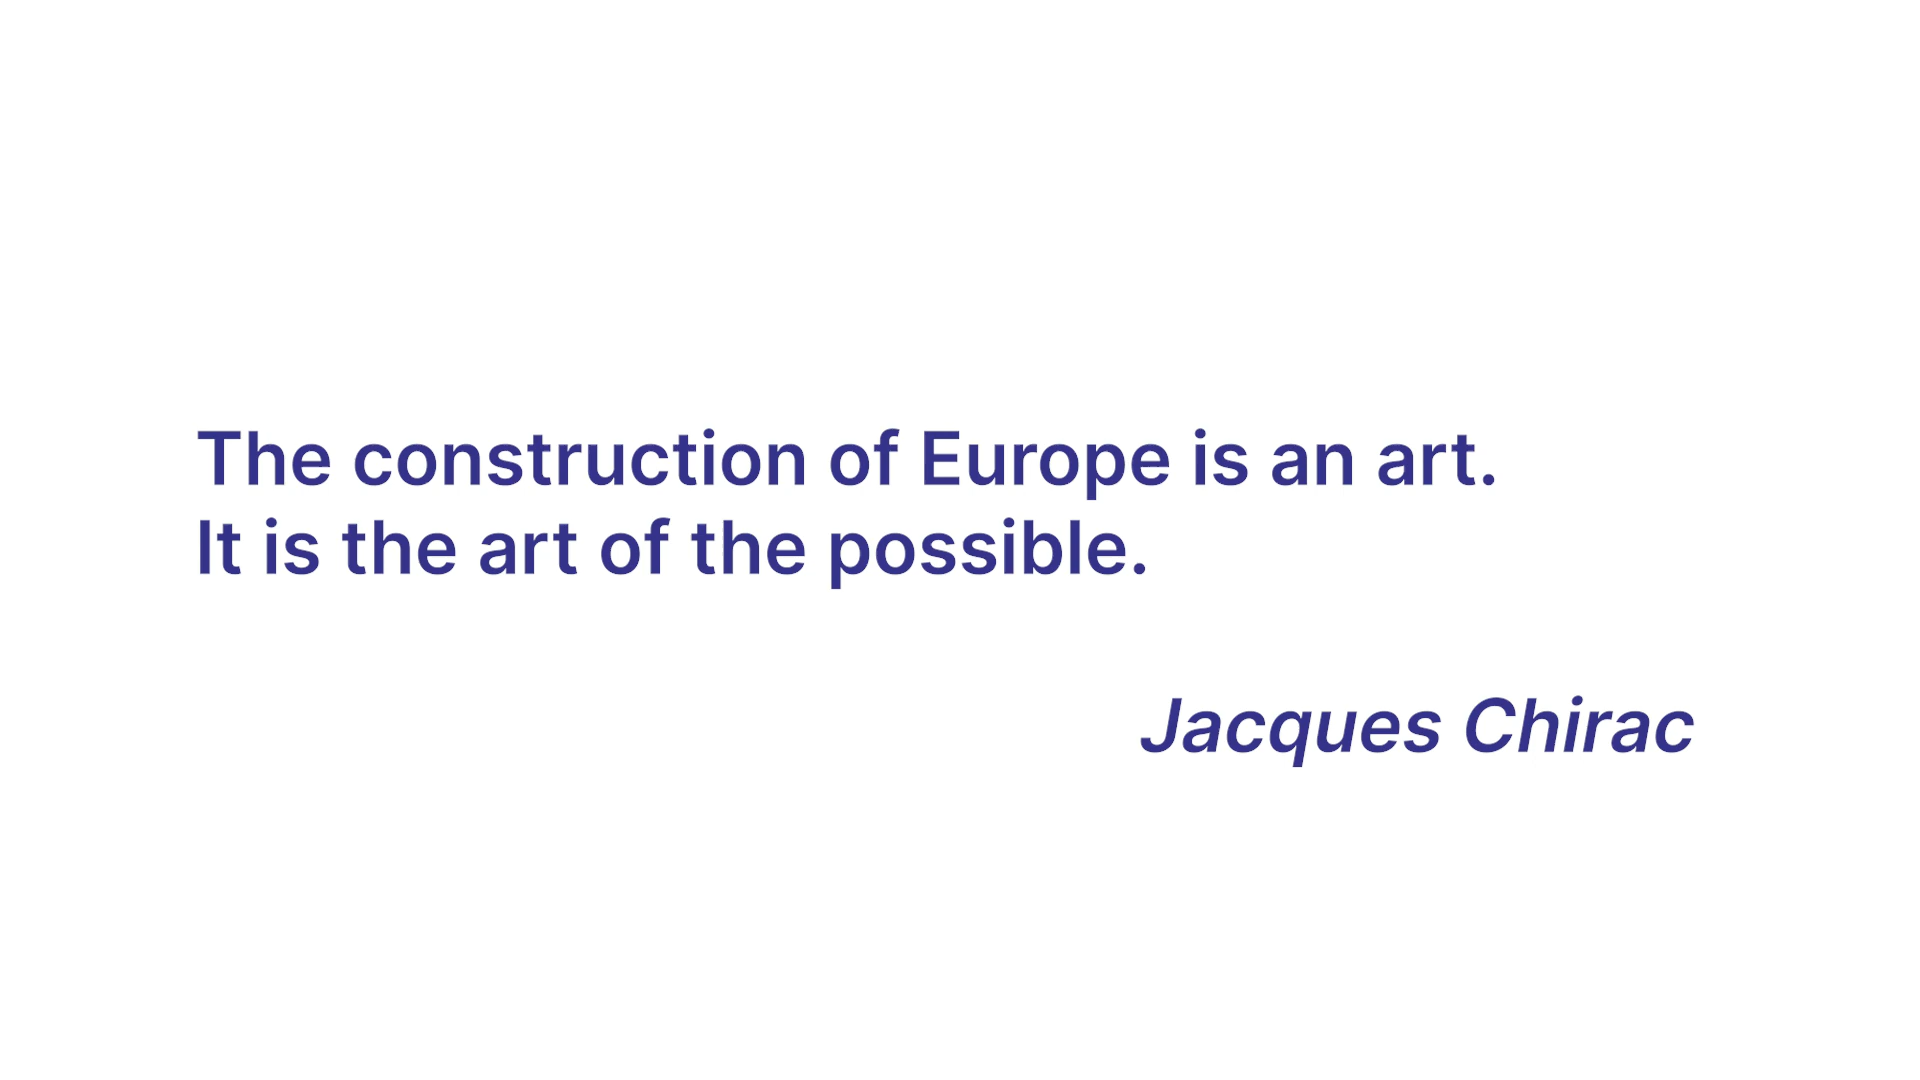 The construction of Europe is an art.
It is the art of the possible.
Jacques Chirac